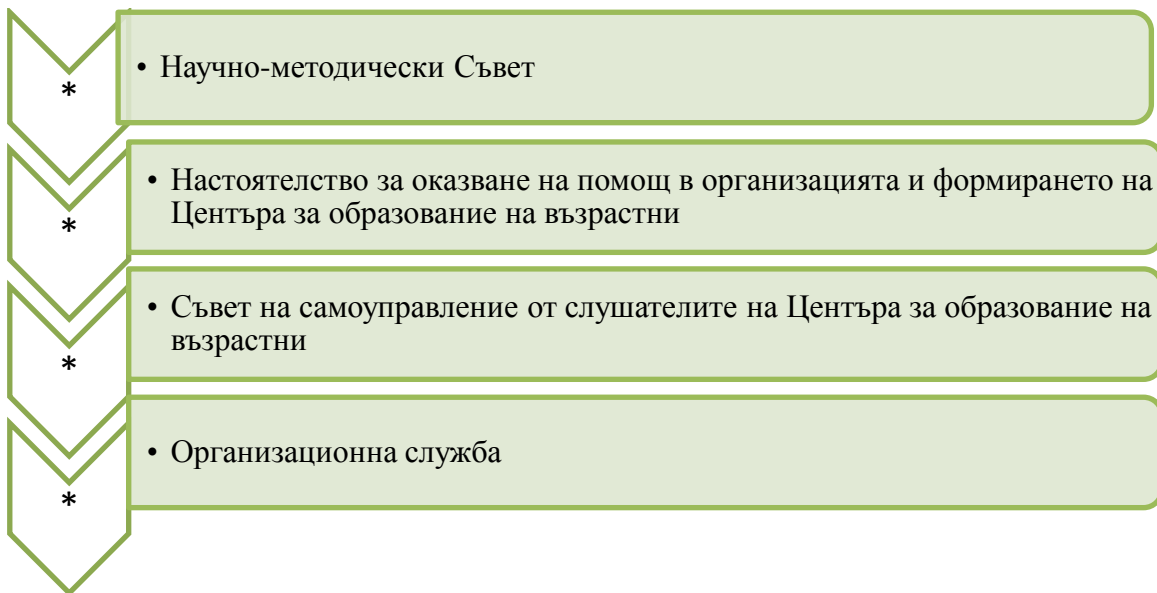 *
• Научно-методически Съвет
*
• Настоятелство за оказване на помощ в организацията и формирането на
Центъра за образование на възрастни
*
• Съвет на самоуправление от слушателите на Центъра за образование на
възрастни
*
• Организационна служба